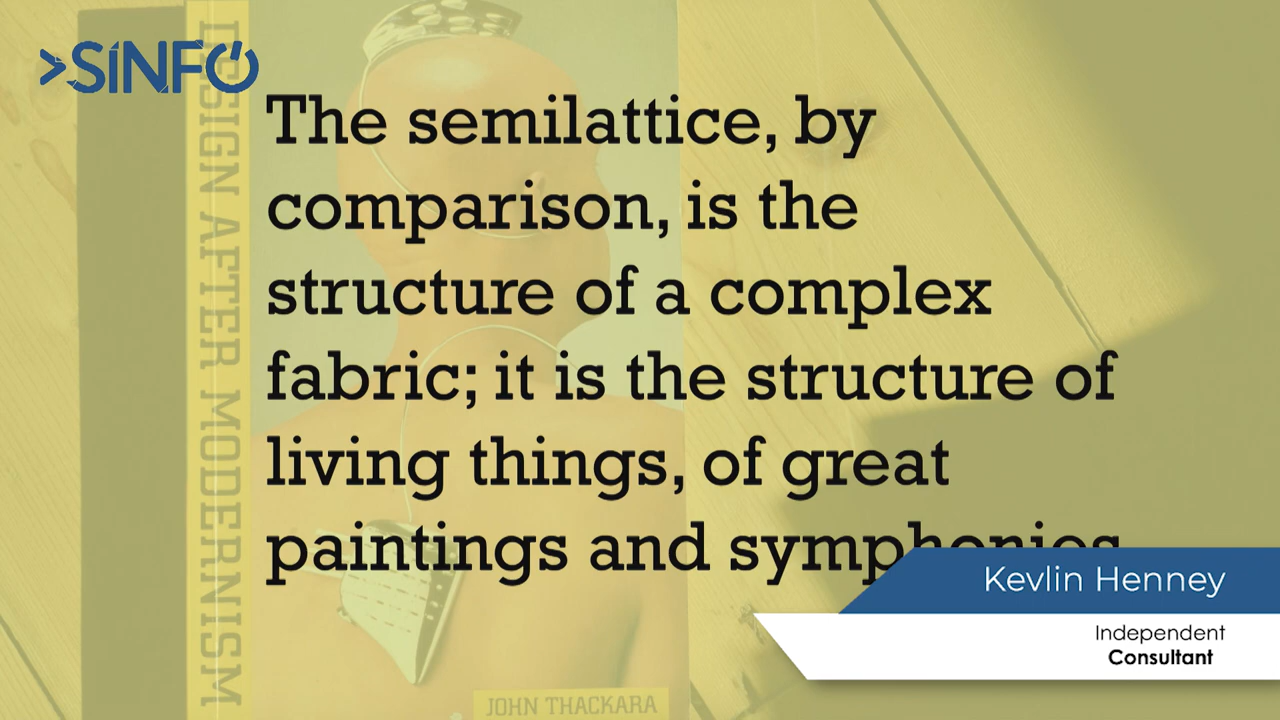 >SINFO
DESIGN AFTER MODERNISM
The semilattice, by
comparison, is the
structure of a complex
fabric; it is the structure of
living things, of great
paintings and symphonies
JOHN THACKARA
Kevlin Henney
Independent
Consultant